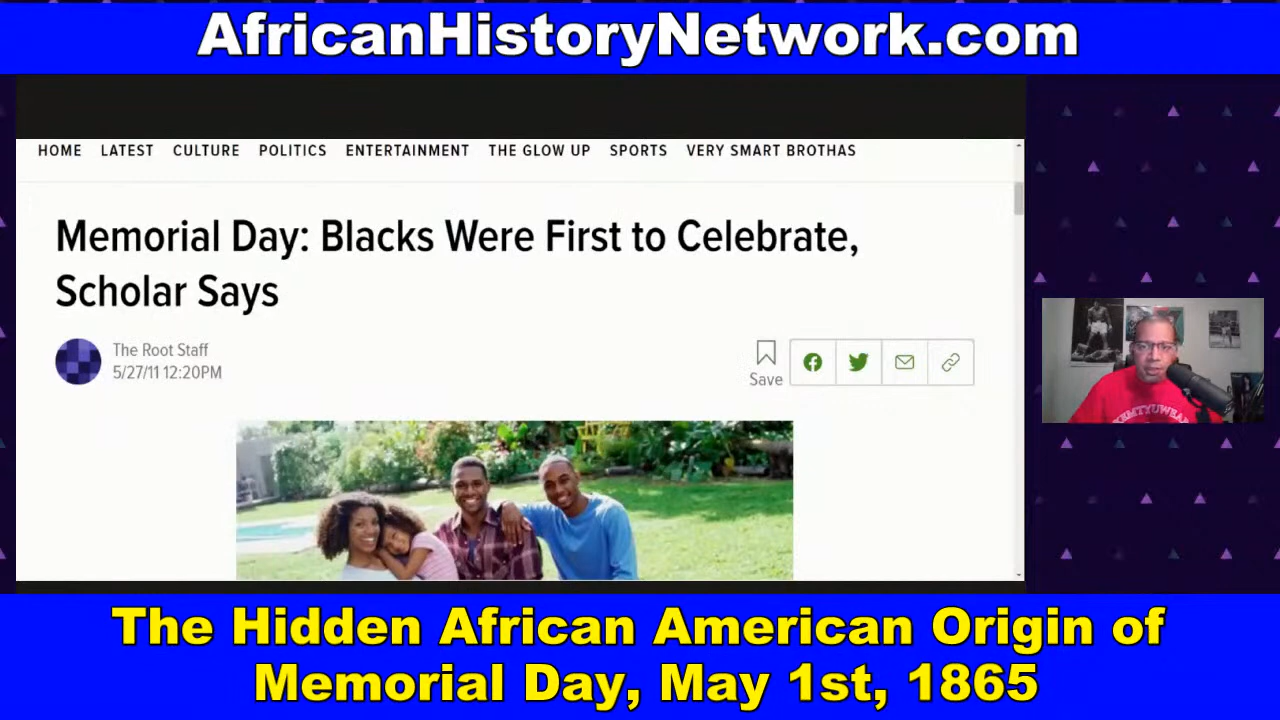 AfricanHistoryNetwork.com
HOME LATEST CULTURE POLITICS ENTERTAINMENT THE GLOW UP SPORTS VERY SMART BROTHAS
Memorial Day: Blacks Were First to Celebrate,
Scholar Says
The Root Staff
5/27/11 12:20PM
Save
The Hidden African American Origin of
Memorial Day, May 1st, 1865